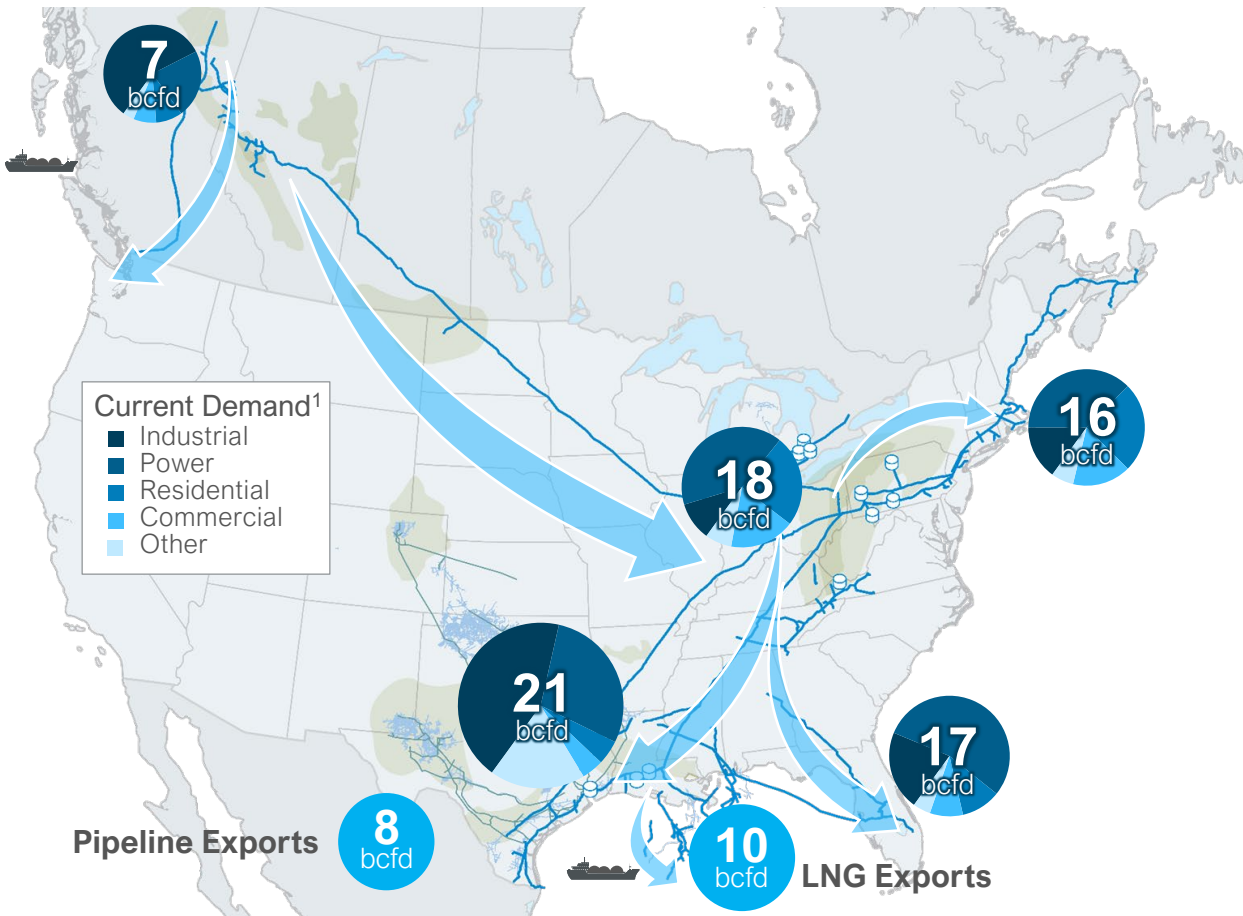 7
bcfd
Current Demand1
Industrial
Power
Residential
Commercial
Other
16
bcfd
18
bcfd
21
bcfd
17
bcfd
Pipeline Exports
8
bcfd
10
bcfd
LNG Exports